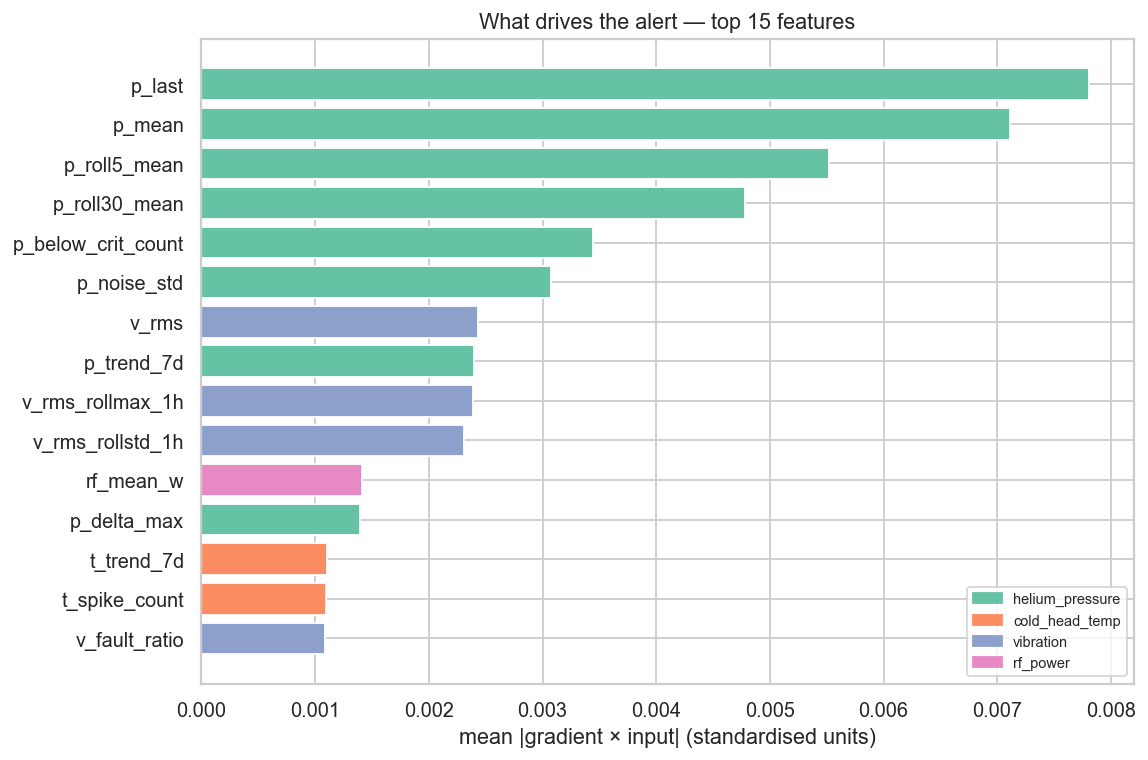 What drives the alert — top 15 features
p_last
p_mean
p_roll5_mean
p_roll30_mean
p_below_crit_count
p_noise_std
v_rms
p_trend_7d
v_rms_rollmax_1h
v_rms_rollstd_1h
rf_mean_w
p_delta_max
t_trend_7d
t_spike_count
v_fault_ratio
helium_pressure
cold_head_temp
vibration
rf_power
0.000 0.001 0.002 0.003 0.004 0.005 0.006 0.007 0.008
mean |gradient × input| (standardised units)